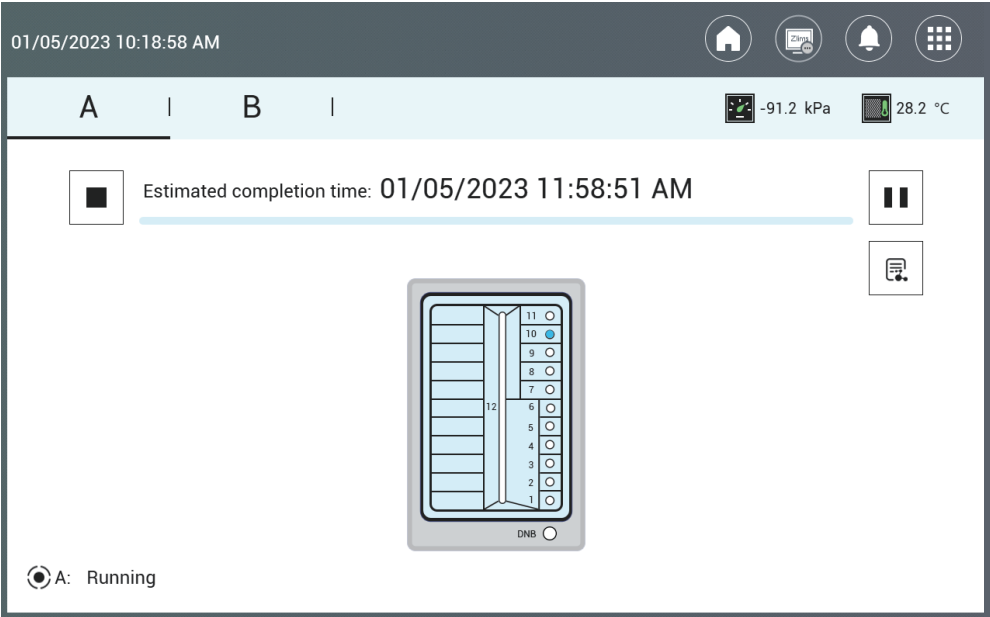 01/05/2023 10:18:58 AM
Zlims
A | B |
-91.2 kPa
28.2 °C
Estimated completion time: 01/05/2023 11:58:51 AM
11
10
9
8
7
12
6
5
4
3
2
1
DNB
A: Running